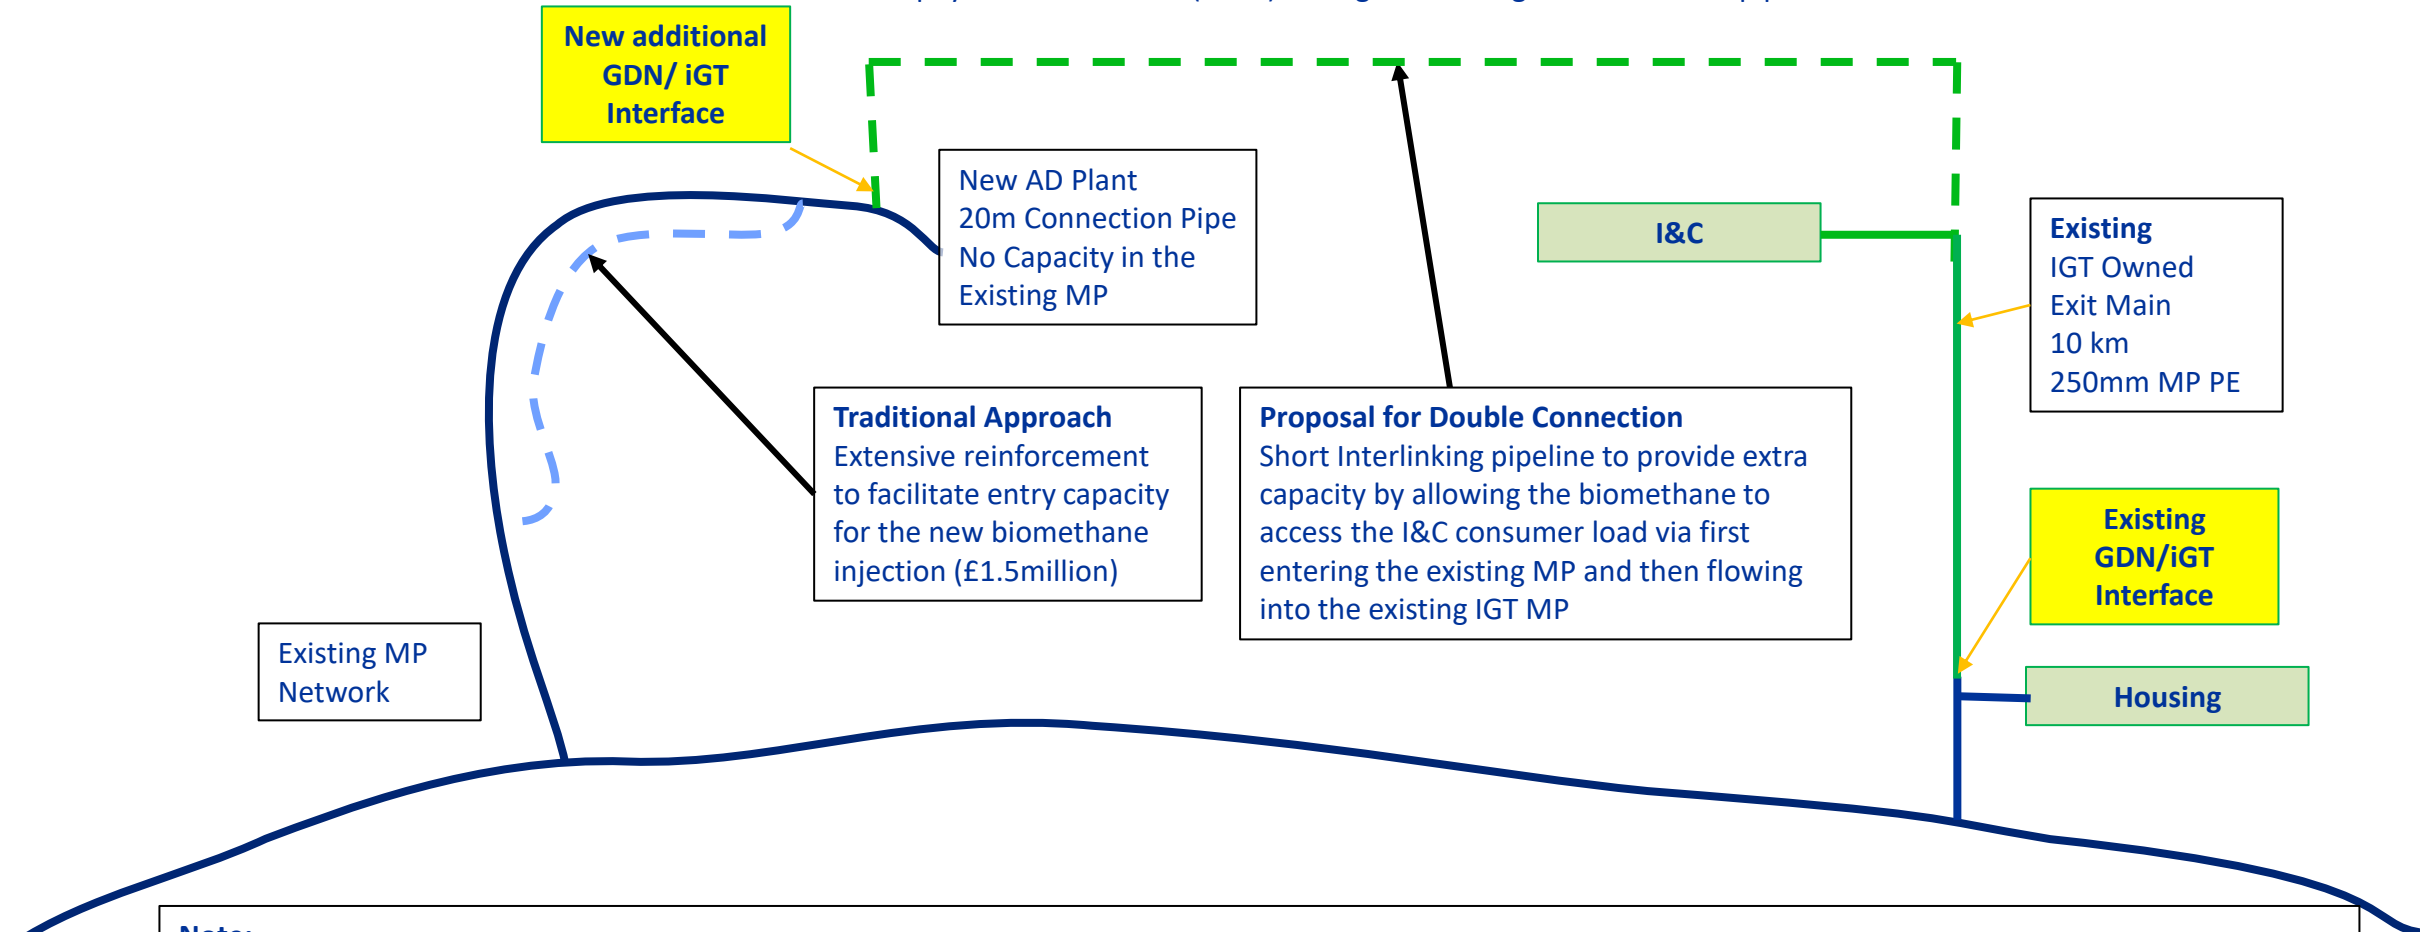 New additional
GDN/ iGT
Interface
New AD Plant
20m Connection Pipe
No Capacity in the
Existing MP
I&C
Existing
IGT Owned
Exit Main
10 km
250mm MP PE
Traditional Approach
Extensive reinforcement
to facilitate entry capacity
for the new biomethane
injection (£1.5million)
Proposal for Double Connection
Short Interlinking pipeline to provide extra
capacity by allowing the biomethane to
access the I&C consumer load via first
entering the existing MP and then flowing
into the existing IGT MP
Existing
GDN/iGT
Interface
Existing MP
Network
Housing
Note: